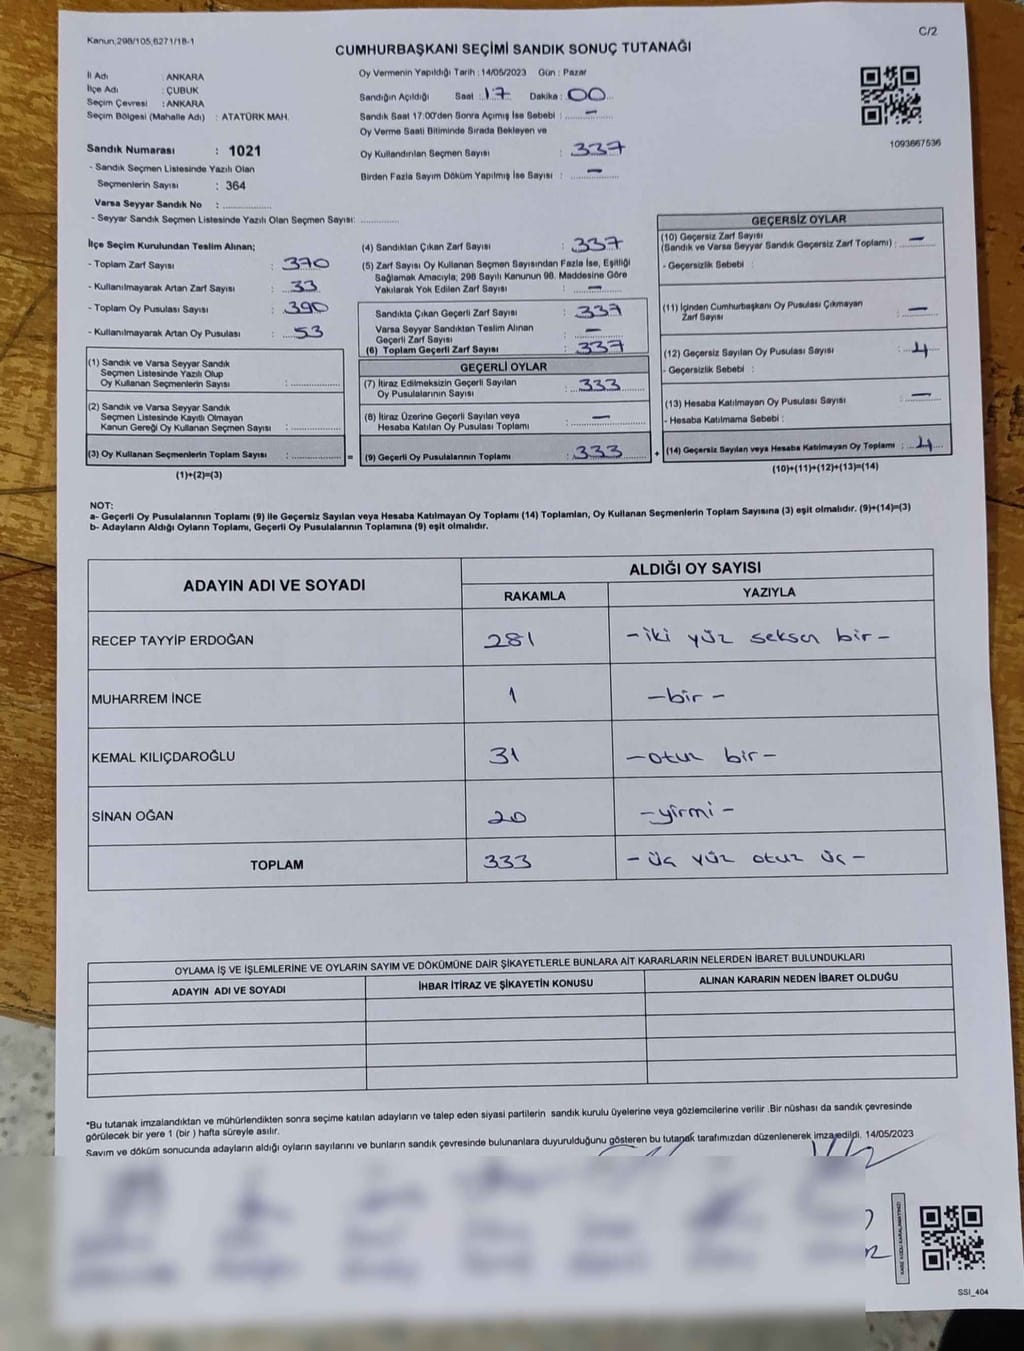 Kanun;298/105,6271/18-1
C/2
CUMHURBAŞKANI SEÇİMİ SANDIK SONUÇ TUTANAĞI
İl Adı : ANKARA
İlçe Adı : ÇUBUK
Seçim Çevresi : ANKARA
Seçim Bölgesi (Mahalle Adı) : ATATÜRK MAH.
Sandık Numarası : 1021
- Sandık Seçmen Listesinde Yazılı Olan
Seçmenlerin Sayısı : 364
Varsa Seyyar Sandık No :
- Seyyar Sandık Seçmen Listesinde Yazılı Olan Seçmen Sayısı:
Oy Vermenin Yapıldığı Tarih : 14/05/2023 Gün : Pazar
Sandığın Açıldığı Saat : 17 Dakika : 00
Sandık Saat 17:00'den Sonra Açımış İse Sebebi : -
Oy Verme Saati Bitiminde Sırada Bekleyen ve
Oy Kullandırılan Seçmen Sayısı : 337
Birden Fazla Sayım Döküm Yapılmış İse Sayısı : -
1093667536
İlçe Seçim Kurulundan Teslim Alınan;
- Toplam Zarf Sayısı : 370
- Kullanılmayarak Artan Zarf Sayısı : 33
- Toplam Oy Pusulası Sayısı : 390
- Kullanılmayarak Artan Oy Pusulası : 53
(1) Sandık ve Varsa Seyyar Sandık
Seçmen Listesinde Yazılı Olup
Oy Kullanan Seçmenlerin Sayısı :
(2) Sandık ve Varsa Seyyar Sandık
Seçmen Listesinde Kayıtlı Olmayan
Kanun Gereği Oy Kullanan Seçmen Sayısı :
(3) Oy Kullanan Seçmenlerin Toplam Sayısı : =
(1)+(2)=(3)
(4) Sandıktan Çıkan Zarf Sayısı : 337
(5) Zarf Sayısı Oy Kullanan Seçmen Sayısından Fazla İse, Eşitliği
Sağlamak Amacıyla; 298 Sayılı Kanunun 98. Maddesine Göre
Yakılarak Yok Edilen Zarf Sayısı : -
Sandıkta Çıkan Geçerli Zarf Sayısı : 337
Varsa Seyyar Sandıktan Teslim Alınan
Geçerli Zarf Sayısı : -
(6) Toplam Geçerli Zarf Sayısı : 337
GEÇERLİ OYLAR
(7) İtiraz Edilmeksizin Geçerli Sayılan
Oy Pusulalarının Sayısı : 333
(8) İtiraz Üzerine Geçerli Sayılan veya
Hesaba Katılan Oy Pusulası Toplamı : -
(9) Geçerli Oy Pusulalarının Toplamı : 333 +
GEÇERSİZ OYLAR
(10) Geçersiz Zarf Sayısı
(Sandık ve Varsa Seyyar Sandık Geçersiz Zarf Toplamı) : -
- Geçersizlik Sebebi :
(11) İçinden Cumhurbaşkanı Oy Pusulası Çıkmayan
Zarf Sayısı : -
(12) Geçersiz Sayılan Oy Pusulası Sayısı : 4
- Geçersizlik Sebebi :
(13) Hesaba Katılmayan Oy Pusulası Sayısı : -
- Hesaba Katılmama Sebebi :
(14) Geçersiz Sayılan veya Hesaba Katılmayan Oy Toplamı : 4
(10)+(11)+(12)+(13)=(14)
NOT:
a- Geçerli Oy Pusulalarının Toplamı (9) ile Geçersiz Sayılan veya Hesaba Katılmayan Oy Toplamı (14) Toplamları, Oy Kullanan Seçmenlerin Toplam Sayısına (3) eşit olmalıdır. (9)+(14)=(3)
b- Adayların Aldığı Oyların Toplamı, Geçerli Oy Pusulalarının Toplamına (9) eşit olmalıdır.
ADAYIN ADI VE SOYADI ALDIĞI OY SAYISI
RAKAMLA YAZIYLA
RECEP TAYYİP ERDOĞAN 281 -iki yüz seksen bir-
MUHARREM İNCE 1 -bir-
KEMAL KILIÇDAROĞLU 31 -otuz bir-
SİNAN OĞAN 20 -yirmi-
TOPLAM 333 -üç yüz otuz üç-
OYLAMA İŞ VE İŞLEMLERİNE VE OYLARIN SAYIM VE DÖKÜMÜNE DAİR ŞİKAYETLERLE BUNLARA AİT KARARLARIN NELERDEN İBARET BULUNDUKLARI
ADAYIN ADI VE SOYADI İHBAR İTİRAZ VE ŞİKAYETİN KONUSU ALINAN KARARIN NEDEN İBARET OLDUĞU
*Bu tutanak imzalandıktan ve mühürlendikten sonra seçime katılan adayların ve talep eden siyasi partilerin sandık kurulu üyelerine veya gözlemcilerine verilir .Bir nüshası da sandık çevresinde
görülecek bir yere 1 (bir ) hafta süreyle asılır.
Sayım ve döküm sonucunda adayların aldığı oyların sayılarını ve bunların sandık çevresinde bulunanlara duyurulduğunu gösteren bu tutanak tarafımızdan düzenlenerek imza edildi. 14/05/2023
KARE KODU KARALAMAYINIZ!
SSI_404